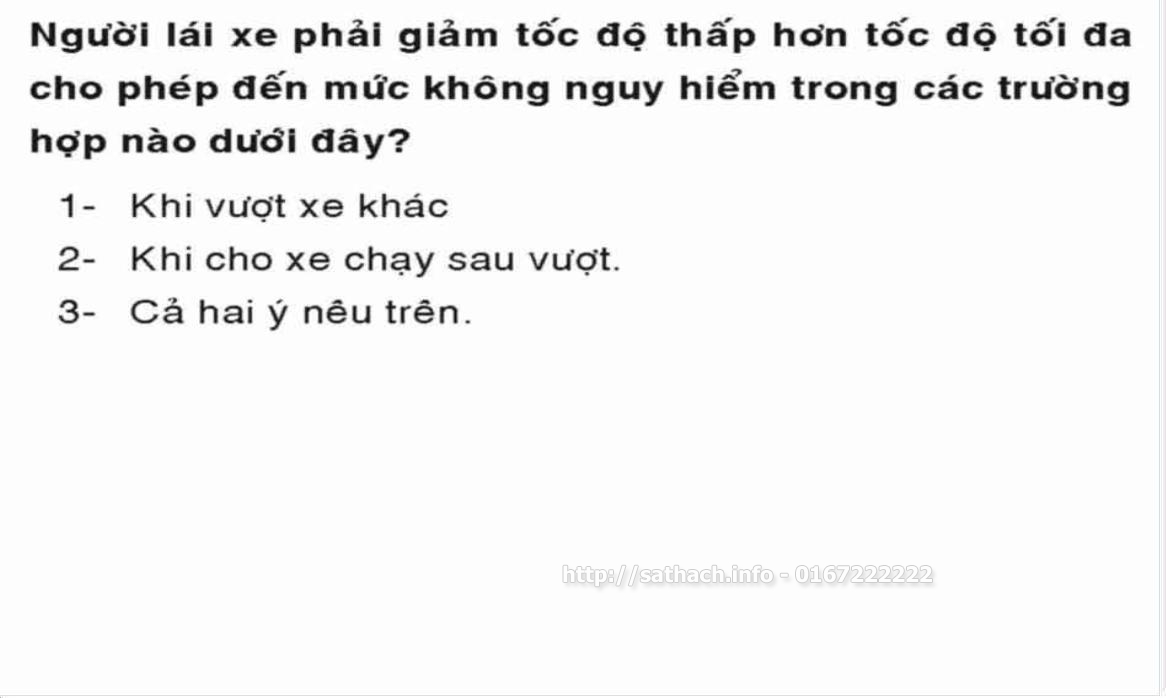 Người lái xe phải giảm tốc độ thấp hơn tốc độ tối đa
cho phép đến mức không nguy hiểm trong các trường
hợp nào dưới đây?
1- Khi vượt xe khác
2- Khi cho xe chạy sau vượt.
3- Cả hai ý nêu trên.
http://sathach.info - 0167222222